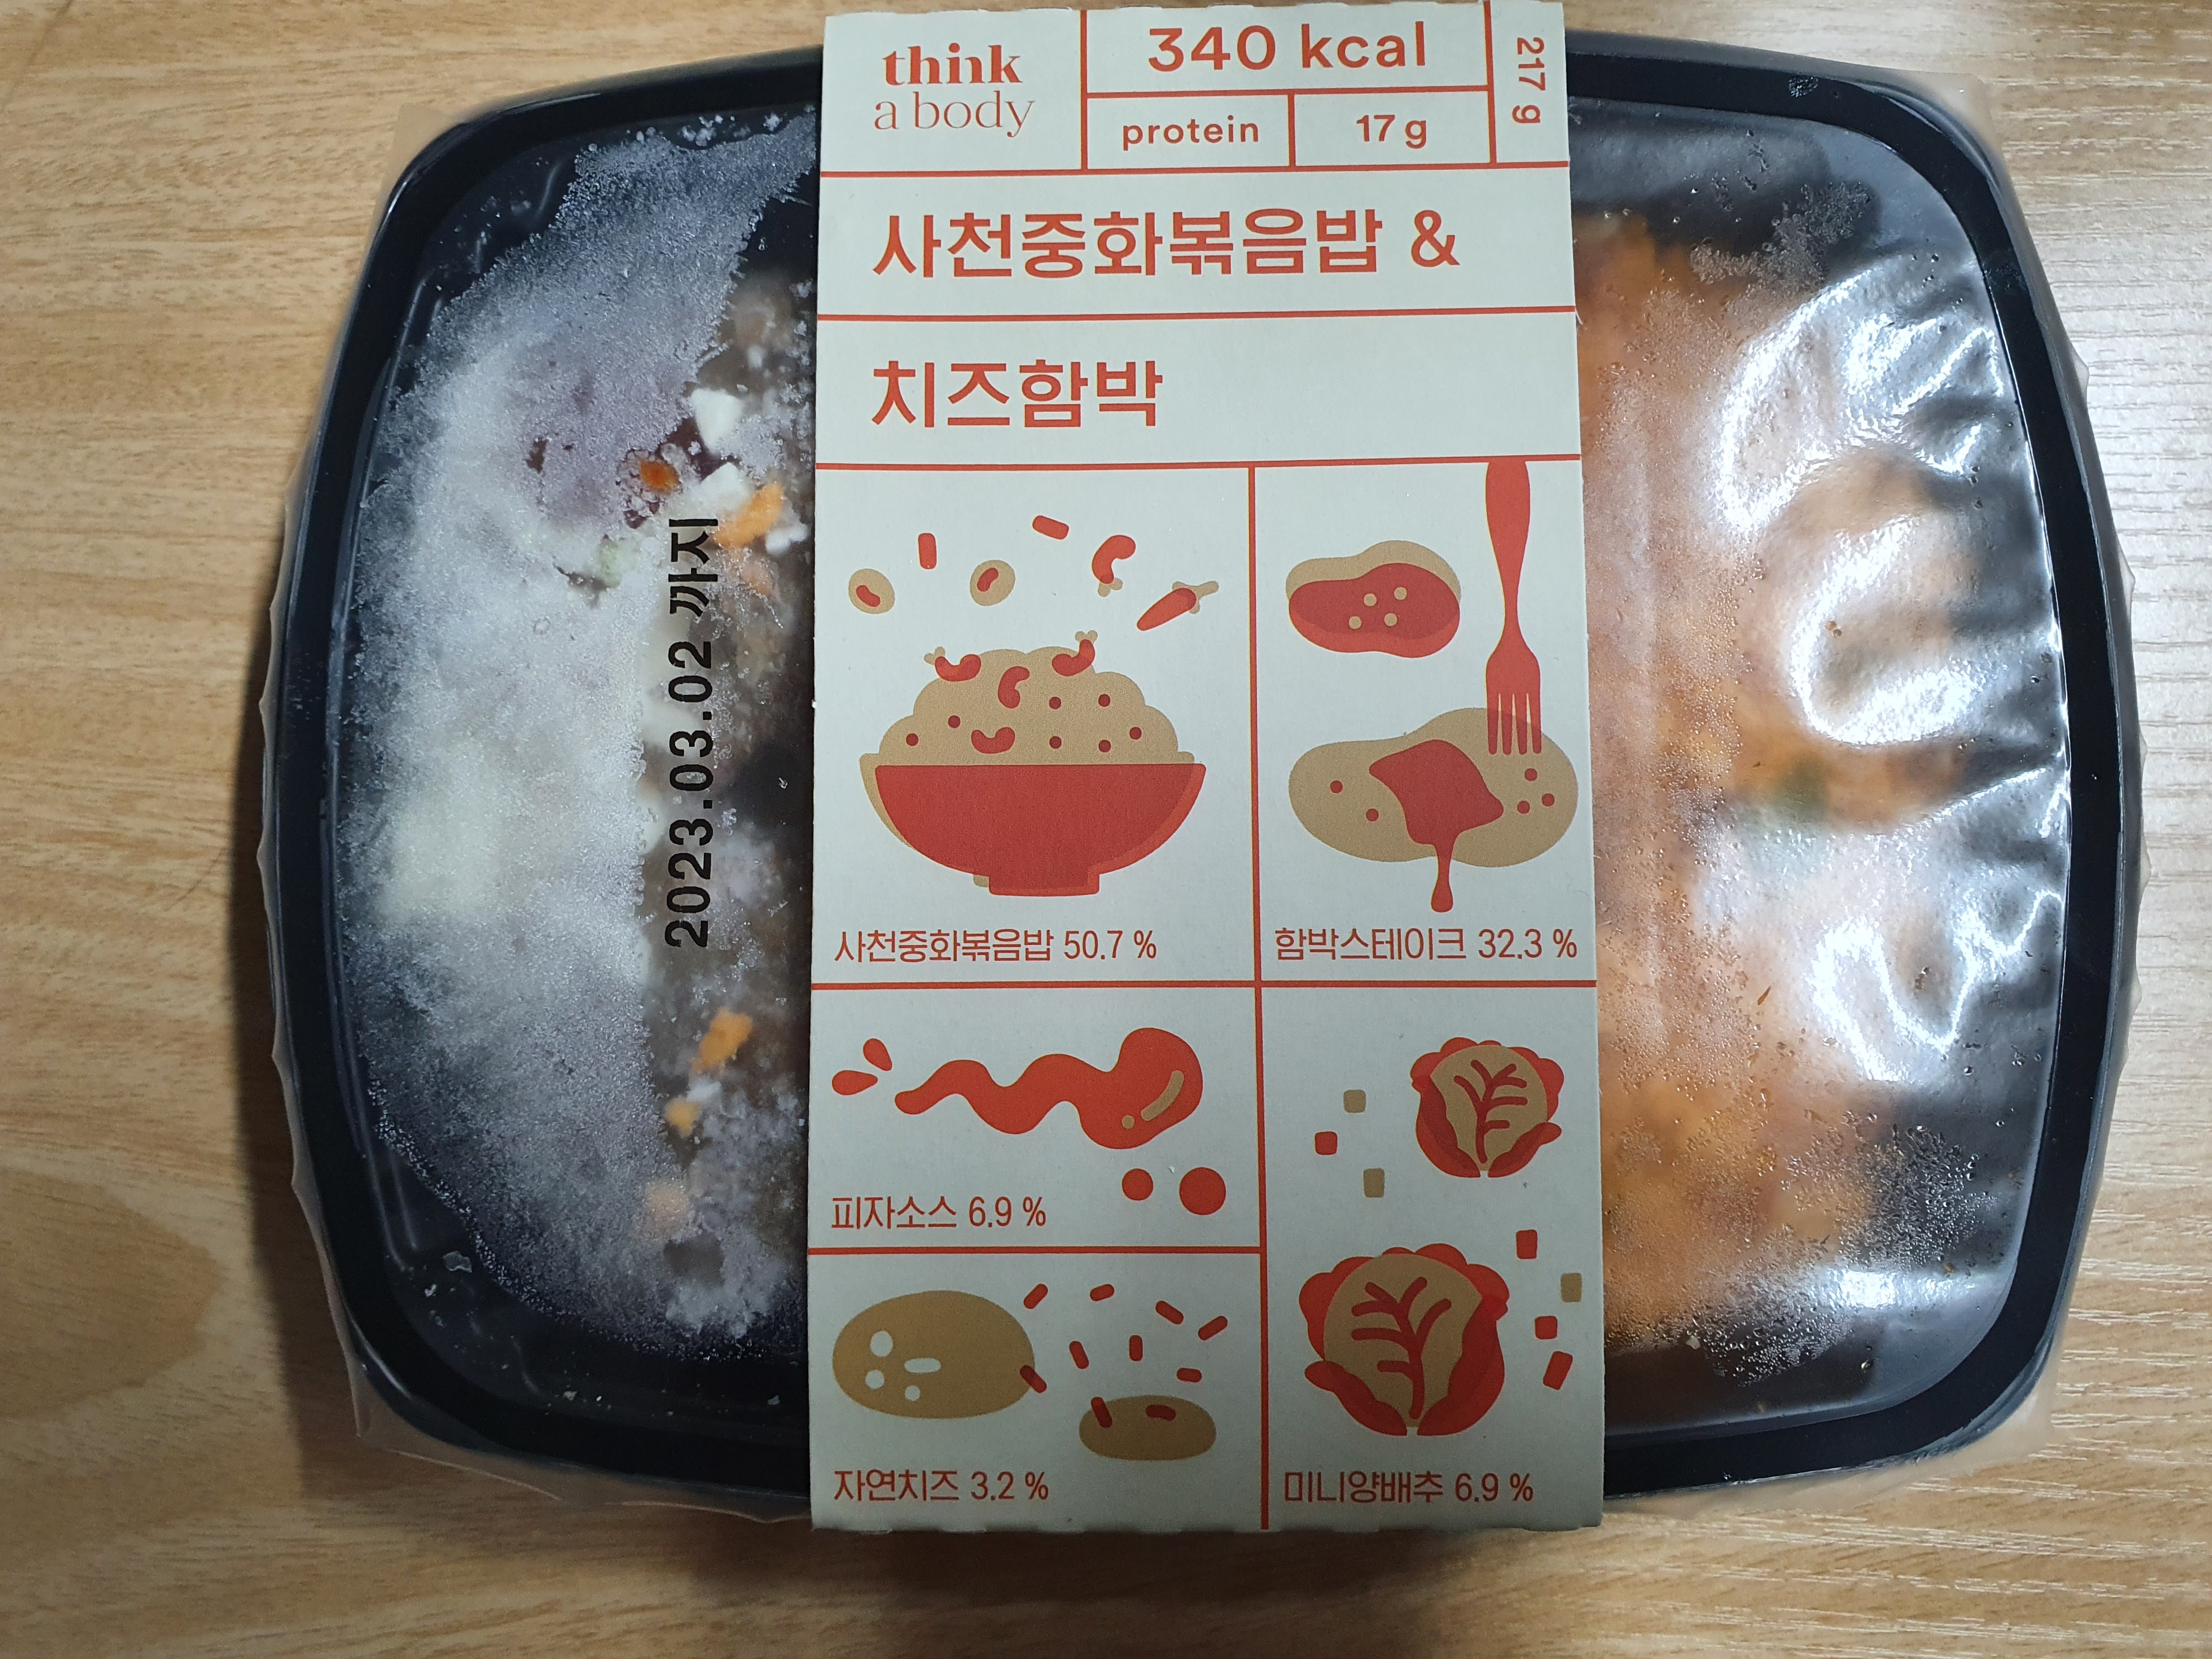 think
a body
340 kcal
protein
17 g
217 g
사천중화볶음밥 &
치즈함박
사천중화볶음밥 50.7 %
함박스테이크 32.3 %
피자소스 6.9 %
자연치즈 3.2 %
미니양배추 6.9 %
2023.03.02 까지